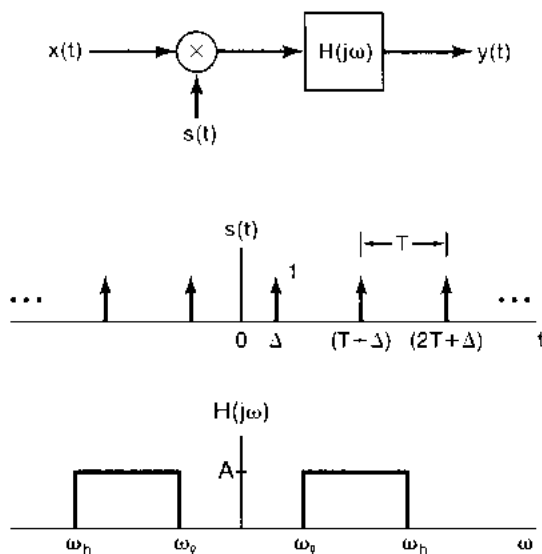 x(t) × H(jω) y(t)
s(t)
s(t)
T
1
... ...
0 Δ (T+Δ) (2T+Δ) t
H(jω)
A
ω_h ω_ℓ ω_ℓ ω_h ω